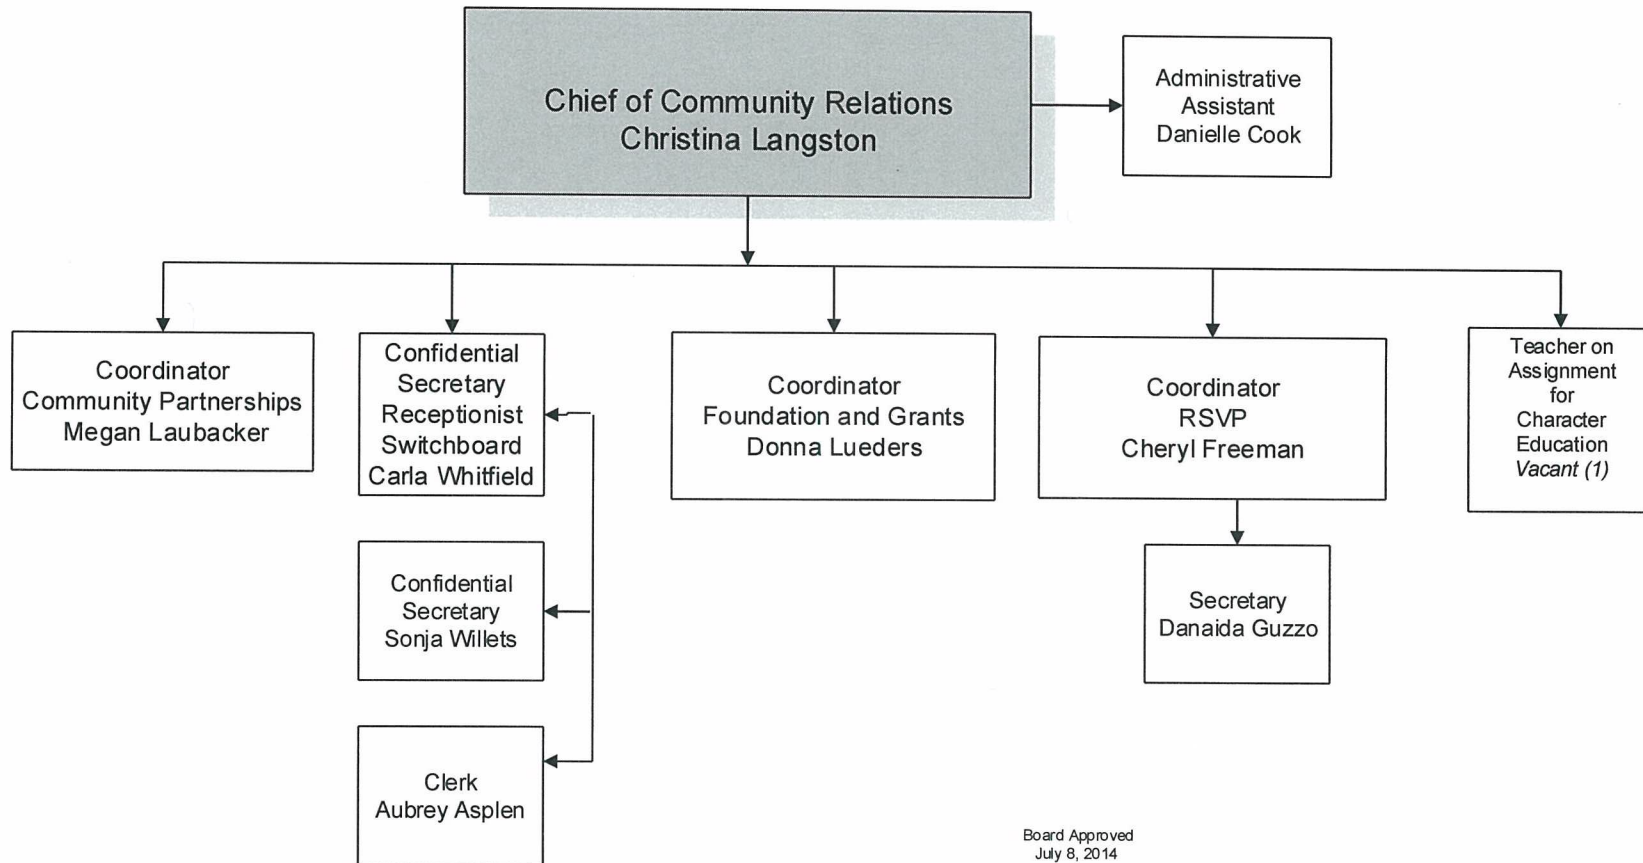 Chief of Community Relations
Christina Langston
Administrative
Assistant
Danielle Cook
Coordinator
Community Partnerships
Megan Laubacker
Confidential
Secretary
Receptionist
Switchboard
Carla Whitfield
Coordinator
Foundation and Grants
Donna Lueders
Coordinator
RSVP
Cheryl Freeman
Teacher on
Assignment
for
Character
Education
Vacant (1)
Confidential
Secretary
Sonja Willets
Secretary
Danaida Guzzo
Clerk
Aubrey Asplen
Board Approved
July 8, 2014